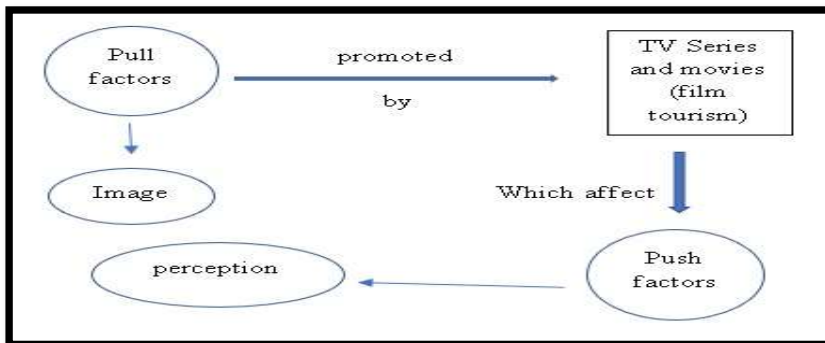 Pull
factors
promoted
by
TV Series
and movies
(film
tourism)
Image
Which affect
perception
Push
factors